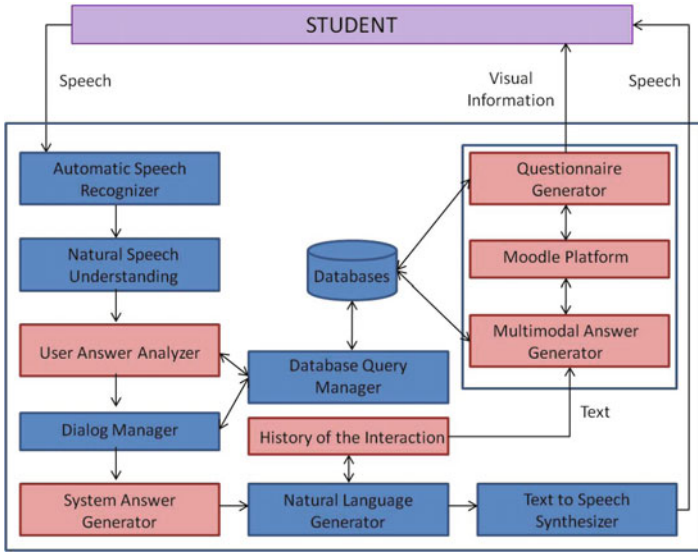 STUDENT
Speech
Visual
Information
Speech
Automatic Speech
Recognizer
Questionnaire
Generator
Natural Speech
Understanding
Databases
Moodle Platform
User Answer Analyzer
Database Query
Manager
Multimodal Answer
Generator
Dialog Manager
History of the Interaction
Text
System Answer
Generator
Natural Language
Generator
Text to Speech
Synthesizer